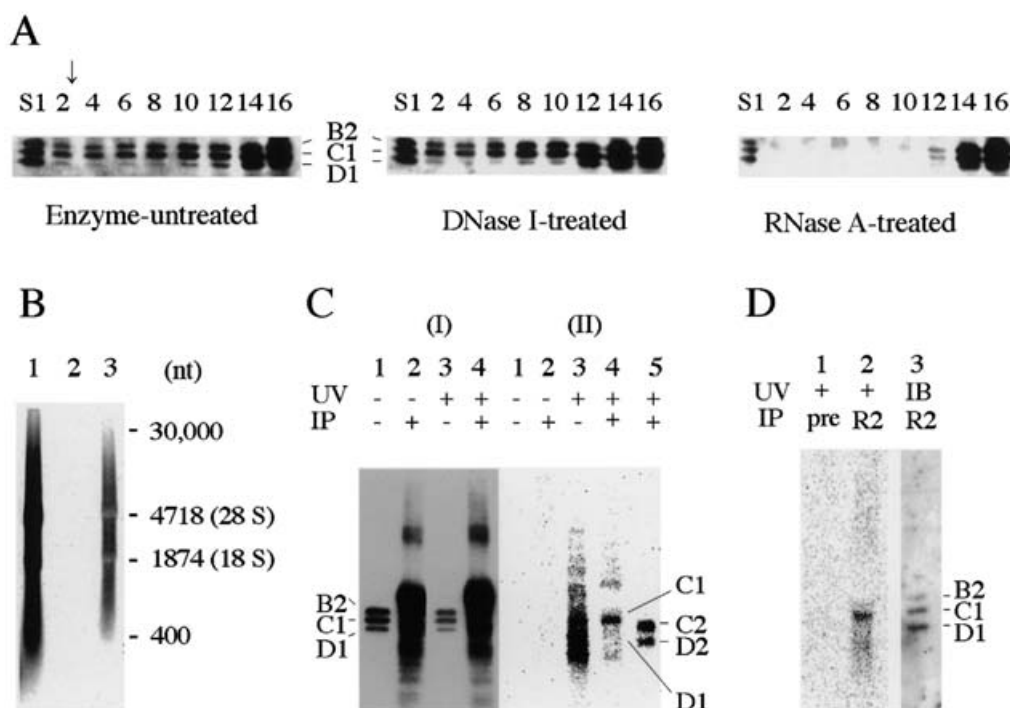 A
↓
S1 2 4 6 8 10 12 14 16
S1 2 4 6 8 10 12 14 16
S1 2 4 6 8 10 12 14 16
B2
C1
D1
Enzyme-untreated
DNase I-treated
RNase A-treated
B
1 2 3 (nt)
- 30,000
- 4718 (28 S)
- 1874 (18 S)
- 400
C
(I) (II)
1 2 3 4 1 2 3 4 5
UV - - + + - - + + +
IP - + - + - + - + +
B2
C1
D1
C1
C2
D2
D1
D
1 2 3
UV + + IB
IP pre R2 R2
B2
C1
D1